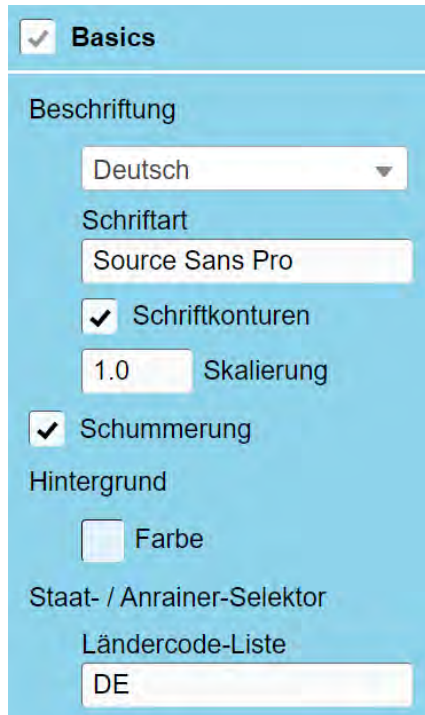 Basics
Beschriftung
Deutsch
Schriftart
Source Sans Pro
Schriftkonturen
1.0 Skalierung
Schummerung
Hintergrund
Farbe
Staat- / Anrainer-Selektor
Ländercode-Liste
DE